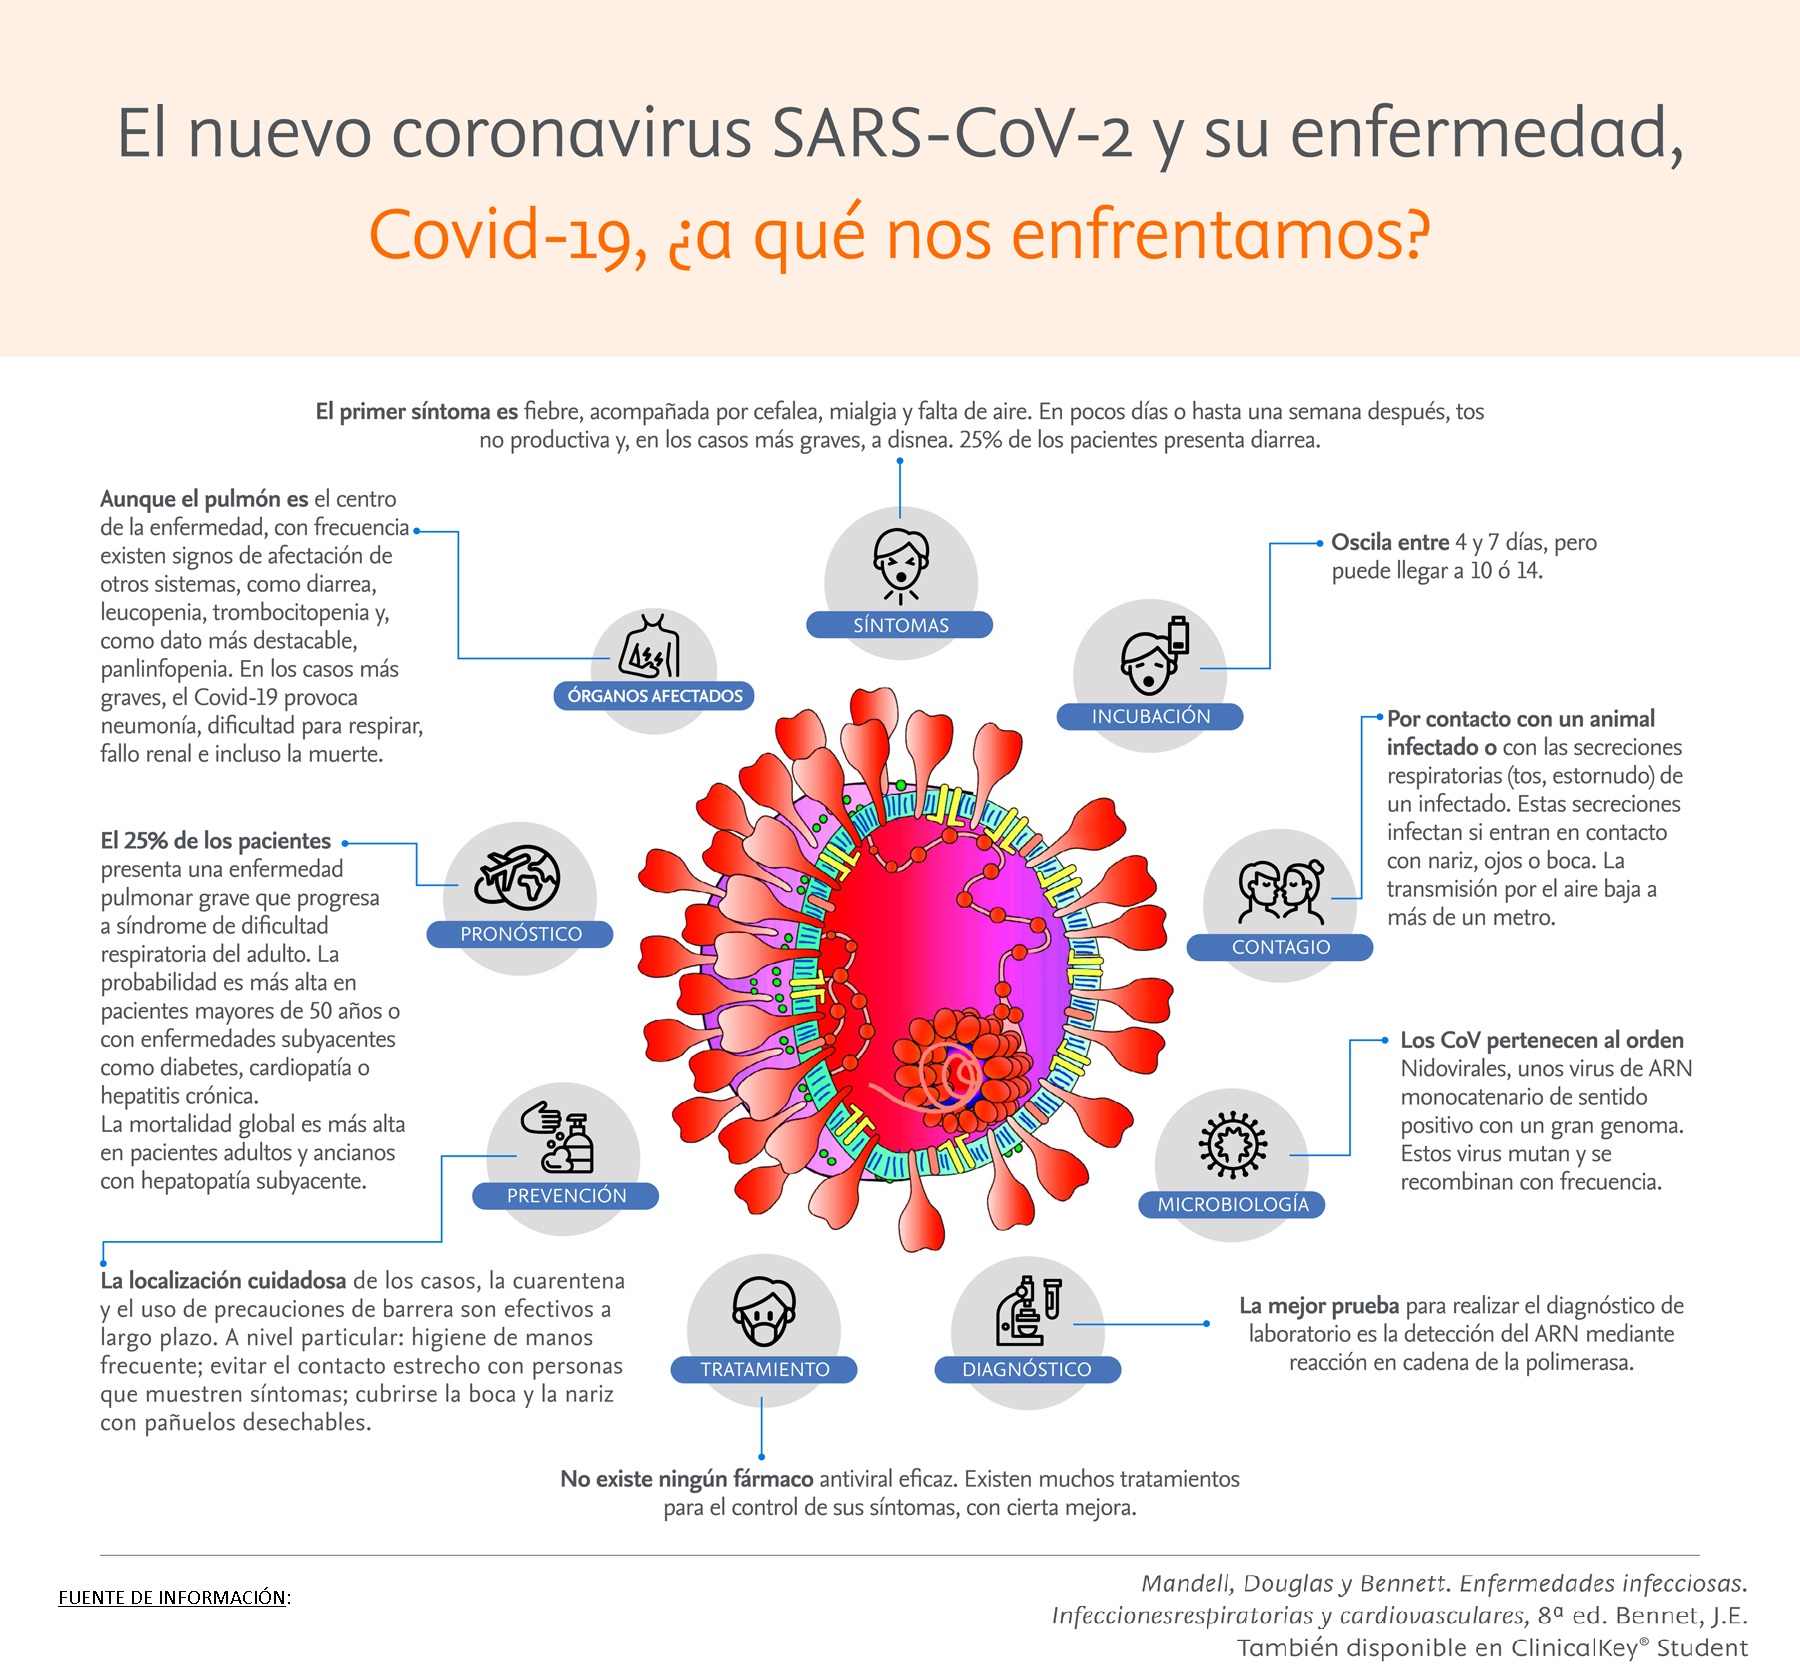 El nuevo coronavirus SARS-CoV-2 y su enfermedad,
Covid-19, ¿a qué nos enfrentamos?
El primer síntoma es fiebre, acompañada por cefalea, mialgia y falta de aire. En pocos días o hasta una semana después, tos
no productiva y, en los casos más graves, a disnea. 25% de los pacientes presenta diarrea.
SÍNTOMAS
Aunque el pulmón es el centro
de la enfermedad, con frecuencia
existen signos de afectación de
otros sistemas, como diarrea,
leucopenia, trombocitopenia y,
como dato más destacable,
panlinfopenia. En los casos más
graves, el Covid-19 provoca
neumonía, dificultad para respirar,
fallo renal e incluso la muerte.
ÓRGANOS AFECTADOS
Oscila entre 4 y 7 días, pero
puede llegar a 10 ó 14.
INCUBACIÓN
Por contacto con un animal
infectado o con las secreciones
respiratorias (tos, estornudo) de
un infectado. Estas secreciones
infectan si entran en contacto
con nariz, ojos o boca. La
transmisión por el aire baja a
más de un metro.
CONTAGIO
El 25% de los pacientes
presenta una enfermedad
pulmonar grave que progresa
a síndrome de dificultad
respiratoria del adulto. La
probabilidad es más alta en
pacientes mayores de 50 años o
con enfermedades subyacentes
como diabetes, cardiopatía o
hepatitis crónica.
La mortalidad global es más alta
en pacientes adultos y ancianos
con hepatopatía subyacente.
PRONÓSTICO
Los CoV pertenecen al orden
Nidovirales, unos virus de ARN
monocatenario de sentido
positivo con un gran genoma.
Estos virus mutan y se
recombinan con frecuencia.
MICROBIOLOGÍA
PREVENCIÓN
La localización cuidadosa de los casos, la cuarentena
y el uso de precauciones de barrera son efectivos a
largo plazo. A nivel particular: higiene de manos
frecuente; evitar el contacto estrecho con personas
que muestren síntomas; cubrirse la boca y la nariz
con pañuelos desechables.
TRATAMIENTO
No existe ningún fármaco antiviral eficaz. Existen muchos tratamientos
para el control de sus síntomas, con cierta mejora.
DIAGNÓSTICO
La mejor prueba para realizar el diagnóstico de
laboratorio es la detección del ARN mediante
reacción en cadena de la polimerasa.
FUENTE DE INFORMACIÓN:
Mandell, Douglas y Bennett. Enfermedades infecciosas.
Infeccionesrespiratorias y cardiovasculares, 8ª ed. Bennet, J.E.
También disponible en ClinicalKey® Student